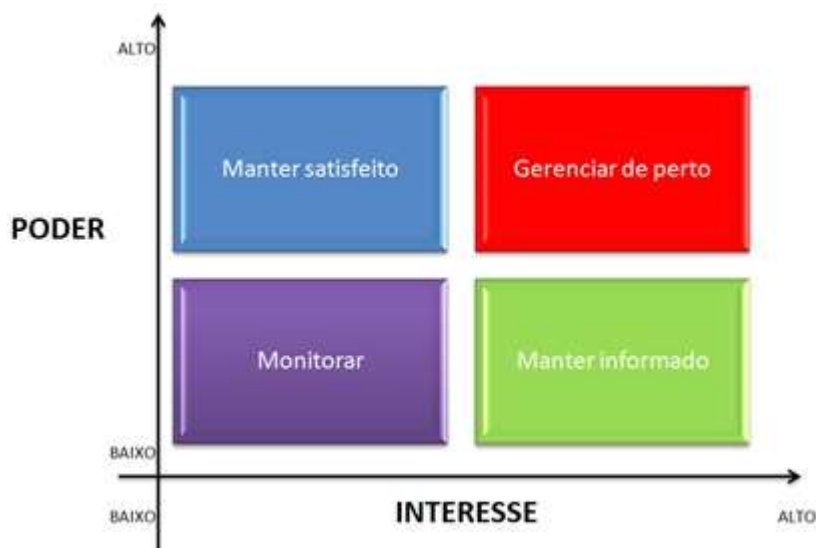 ALTO
Manter satisfeito
Gerenciar de perto
PODER
Monitorar
Manter informado
BAIXO
BAIXO
INTERESSE
ALTO